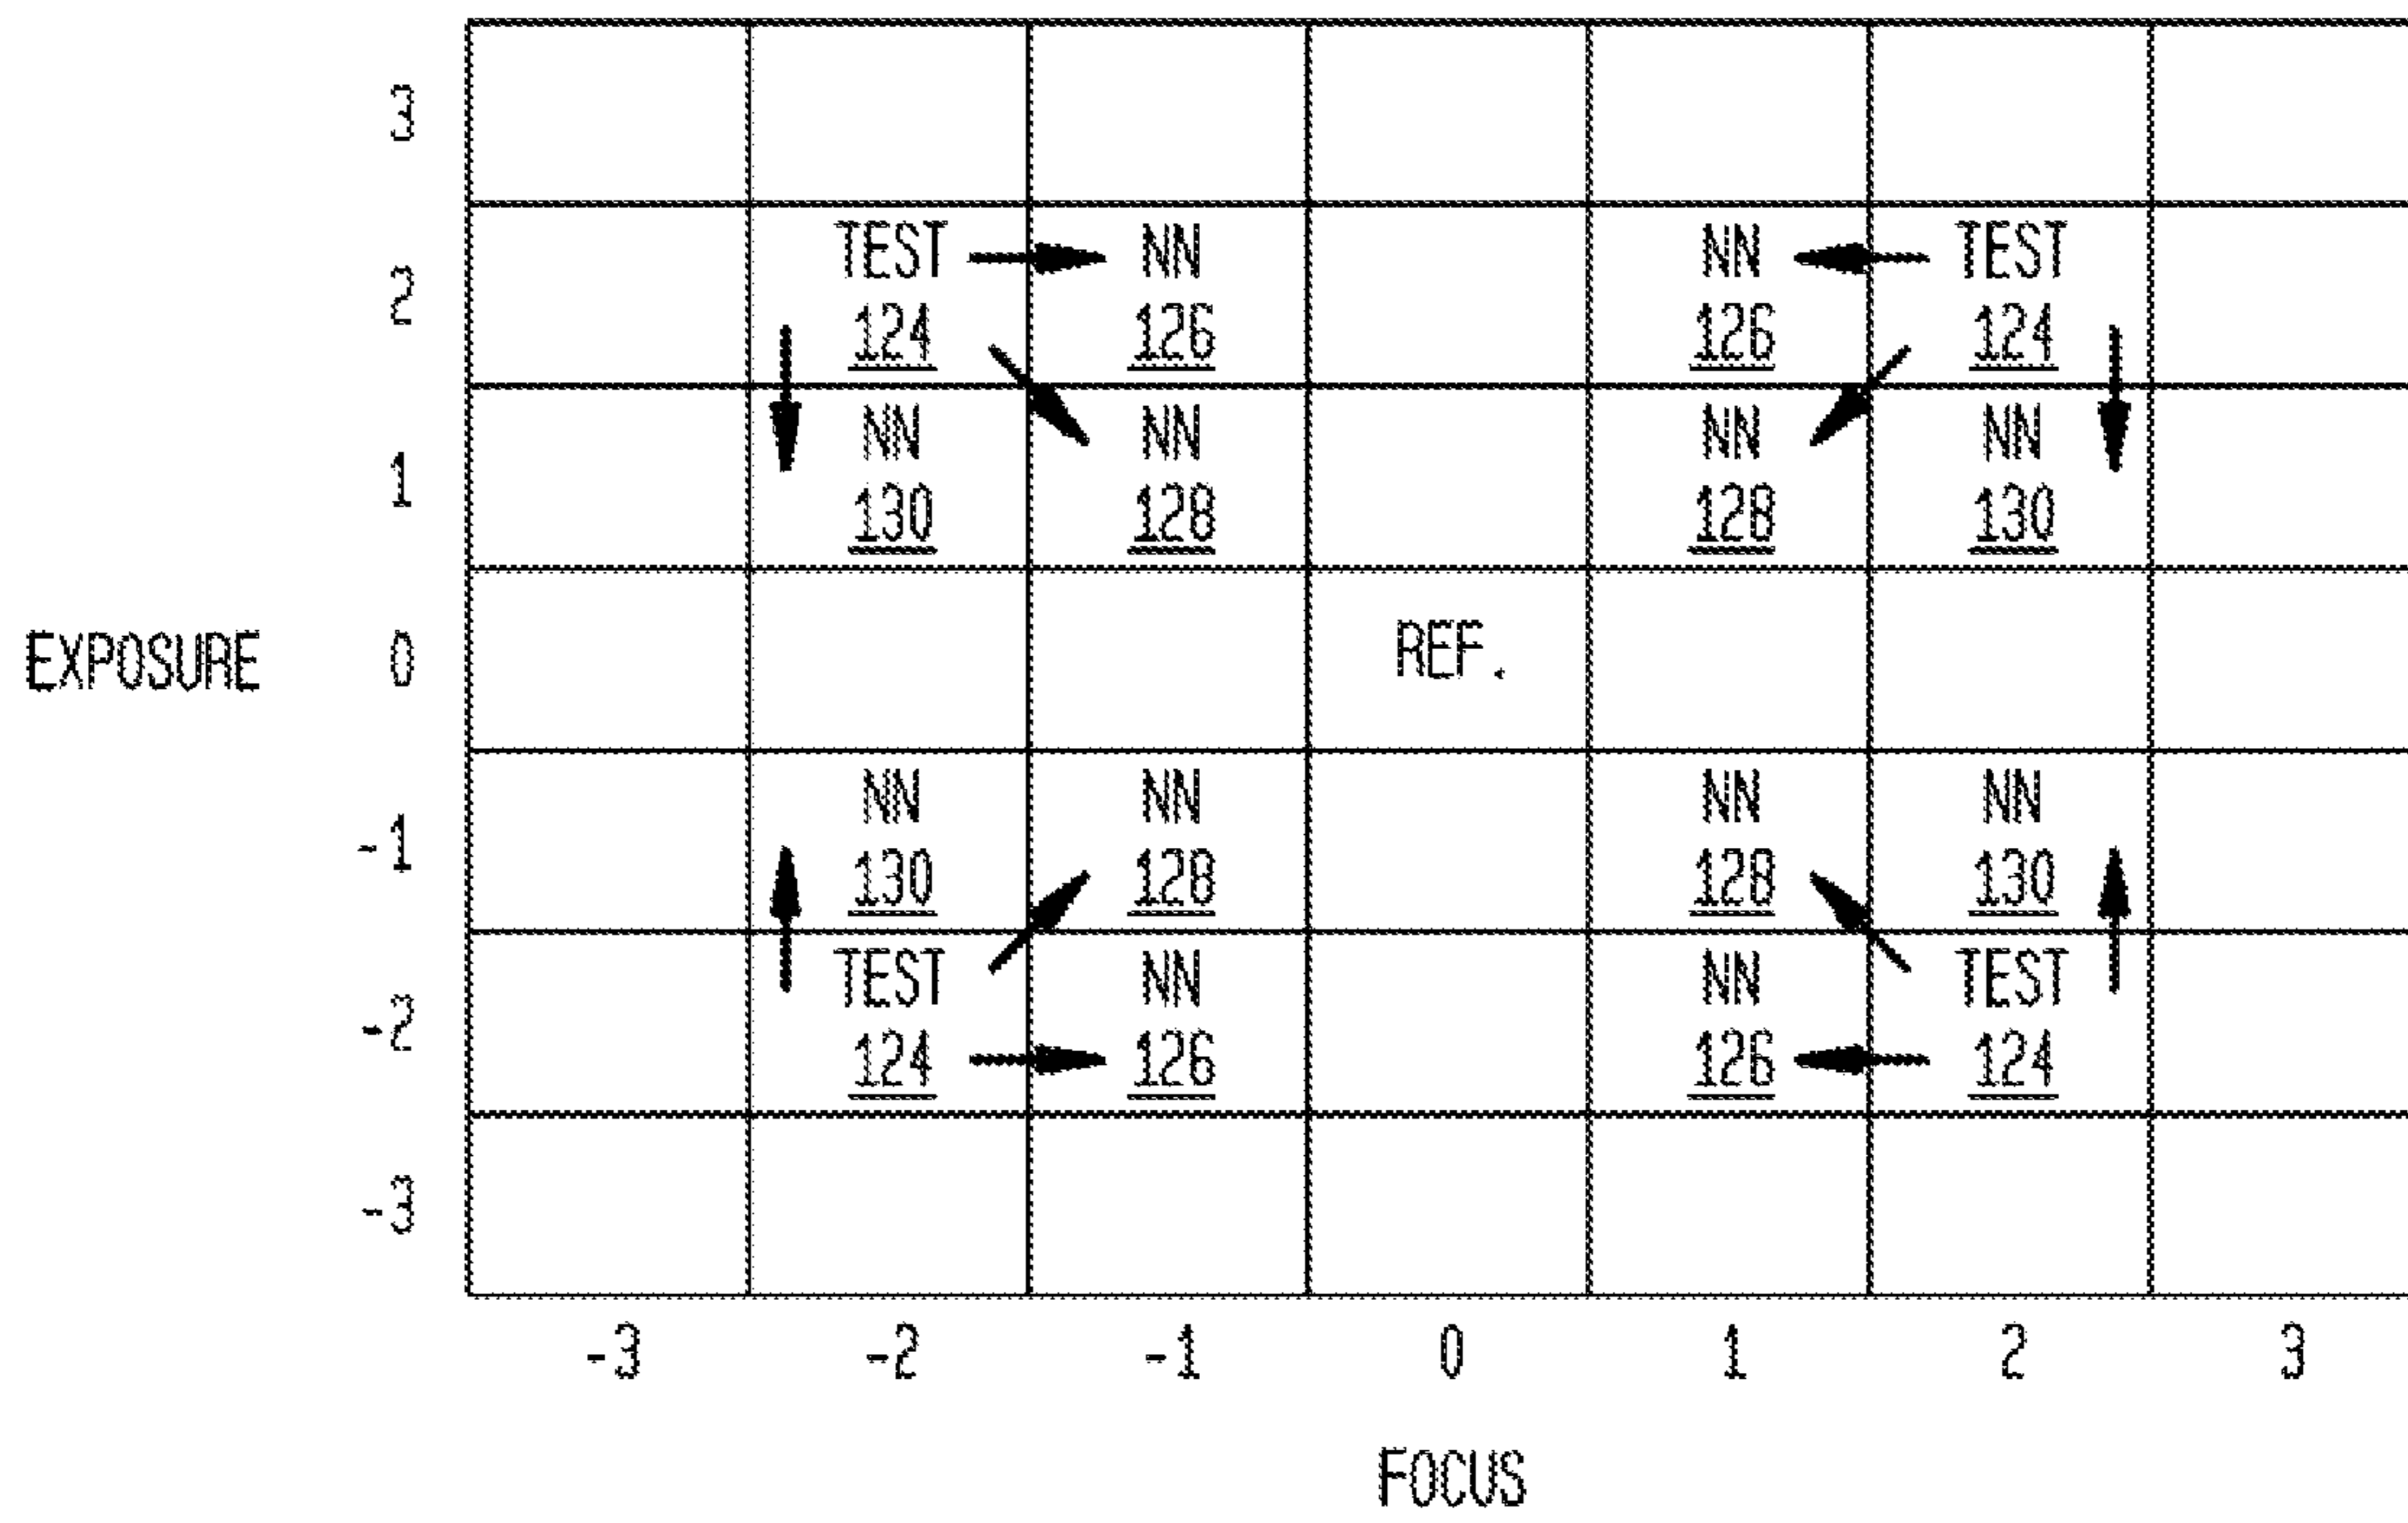 3
2 TEST NN NN TEST
124 126 126 124
1 NN NN NN NN
130 128 128 130
EXPOSURE 0 REF.
-1 NN NN NN NN
130 128 128 130
-2 TEST NN NN TEST
124 126 126 124
-3
-3 -2 -1 0 1 2 3
FOCUS